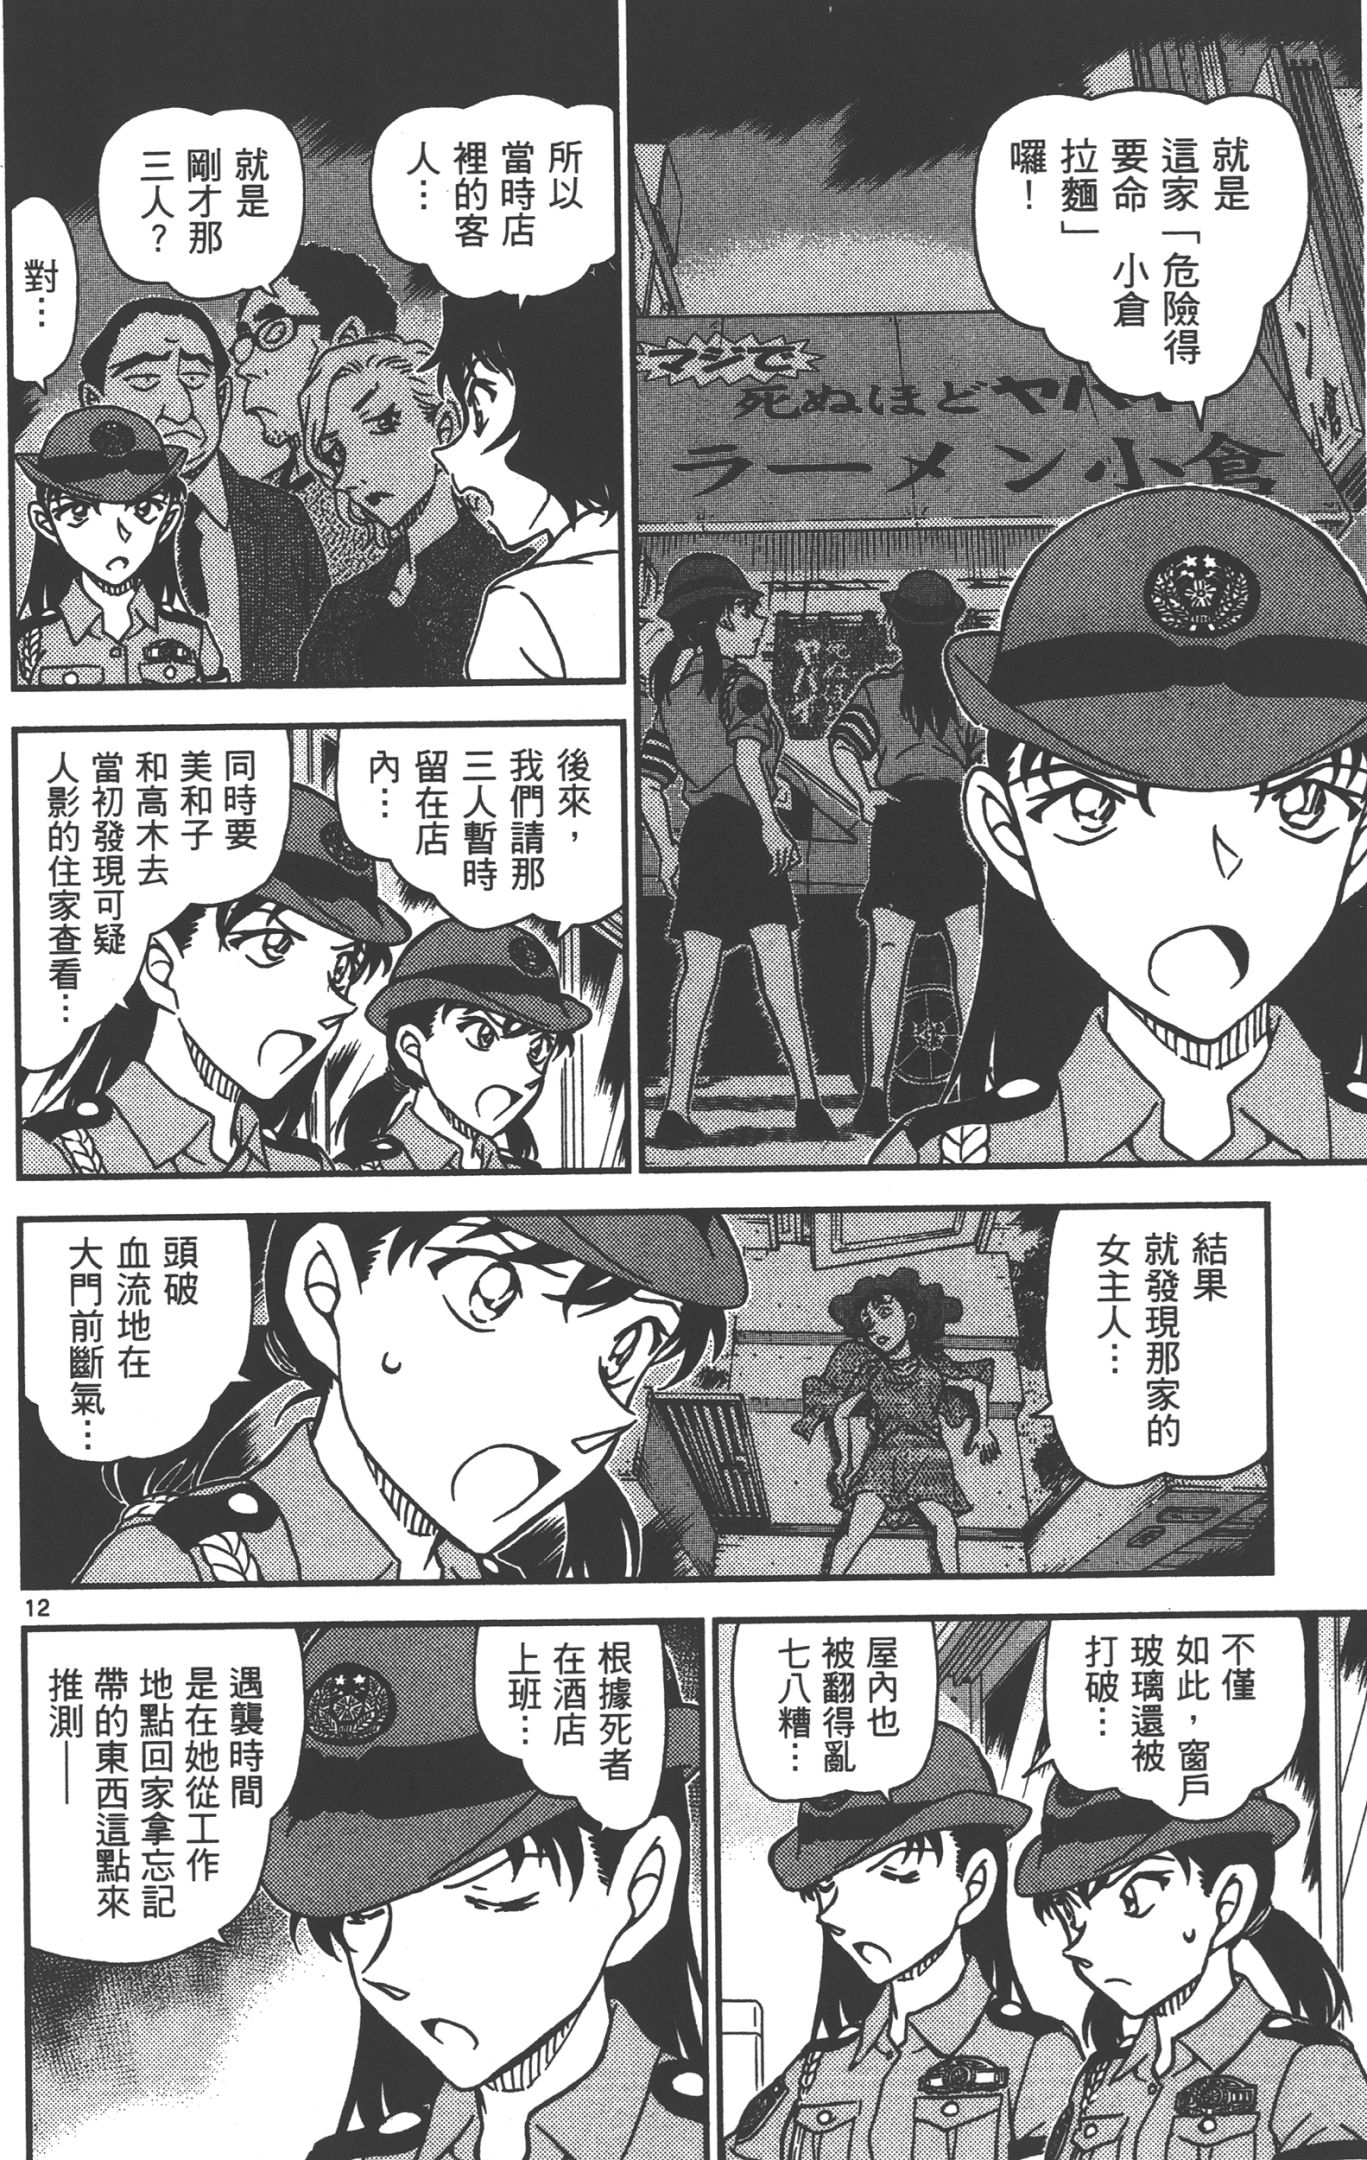 就是
這家「危險得
要命 小倉
拉麵」
囉！
マジで
死ぬほどヤバイ
ラーメン小倉
所以
當時店
裡的客
人…
就是
剛才那
三人？
對…
後來，
我們請那
三人暫時
留在店
內…
同時要
美和子
和高木去
當初發現可疑
人影的住家查看…
結果
就發現那家的
女主人…
頭破
血流地在
大門前斷氣…
不僅
如此，窗戶
玻璃還被
打破…
屋內也
被翻得亂
七八糟…
根據死者
在酒店
上班…
遇襲時間
是在她從工作
地點回家拿忘記
帶的東西這點來
推測——
12